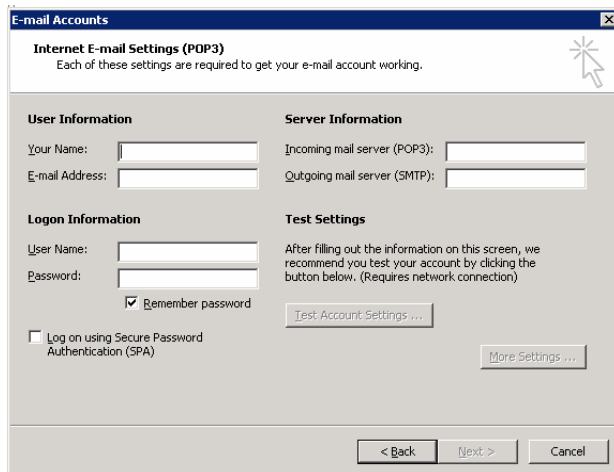 E-mail Accounts
Internet E-mail Settings (POP3)
Each of these settings are required to get your e-mail account working.
User Information
Your Name:
E-mail Address:
Server Information
Incoming mail server (POP3):
Outgoing mail server (SMTP):
Logon Information
User Name:
Password:
Remember password
Log on using Secure Password
Authentication (SPA)
Test Settings
After filling out the information on this screen, we
recommend you test your account by clicking the
button below. (Requires network connection)
Test Account Settings ...
More Settings ...
< Back
Next >
Cancel